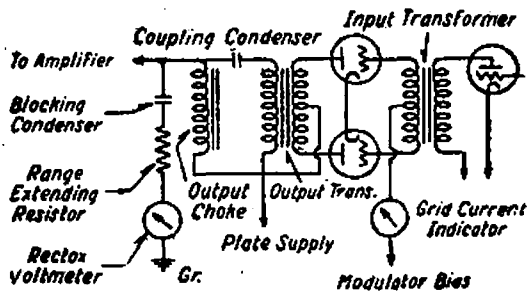 Input Transformer
Coupling Condenser
To Amplifier
Blocking
Condenser
Range
Extending
Resistor
Output
Choke
Output Trans.
Grid Current
Indicator
Rectox
Voltmeter
Gr.
Plate Supply
Modulator Bias